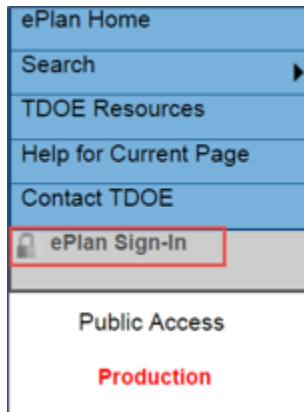 ePlan Home
Search
TDOE Resources
Help for Current Page
Contact TDOE
ePlan Sign-In
Public Access
Production